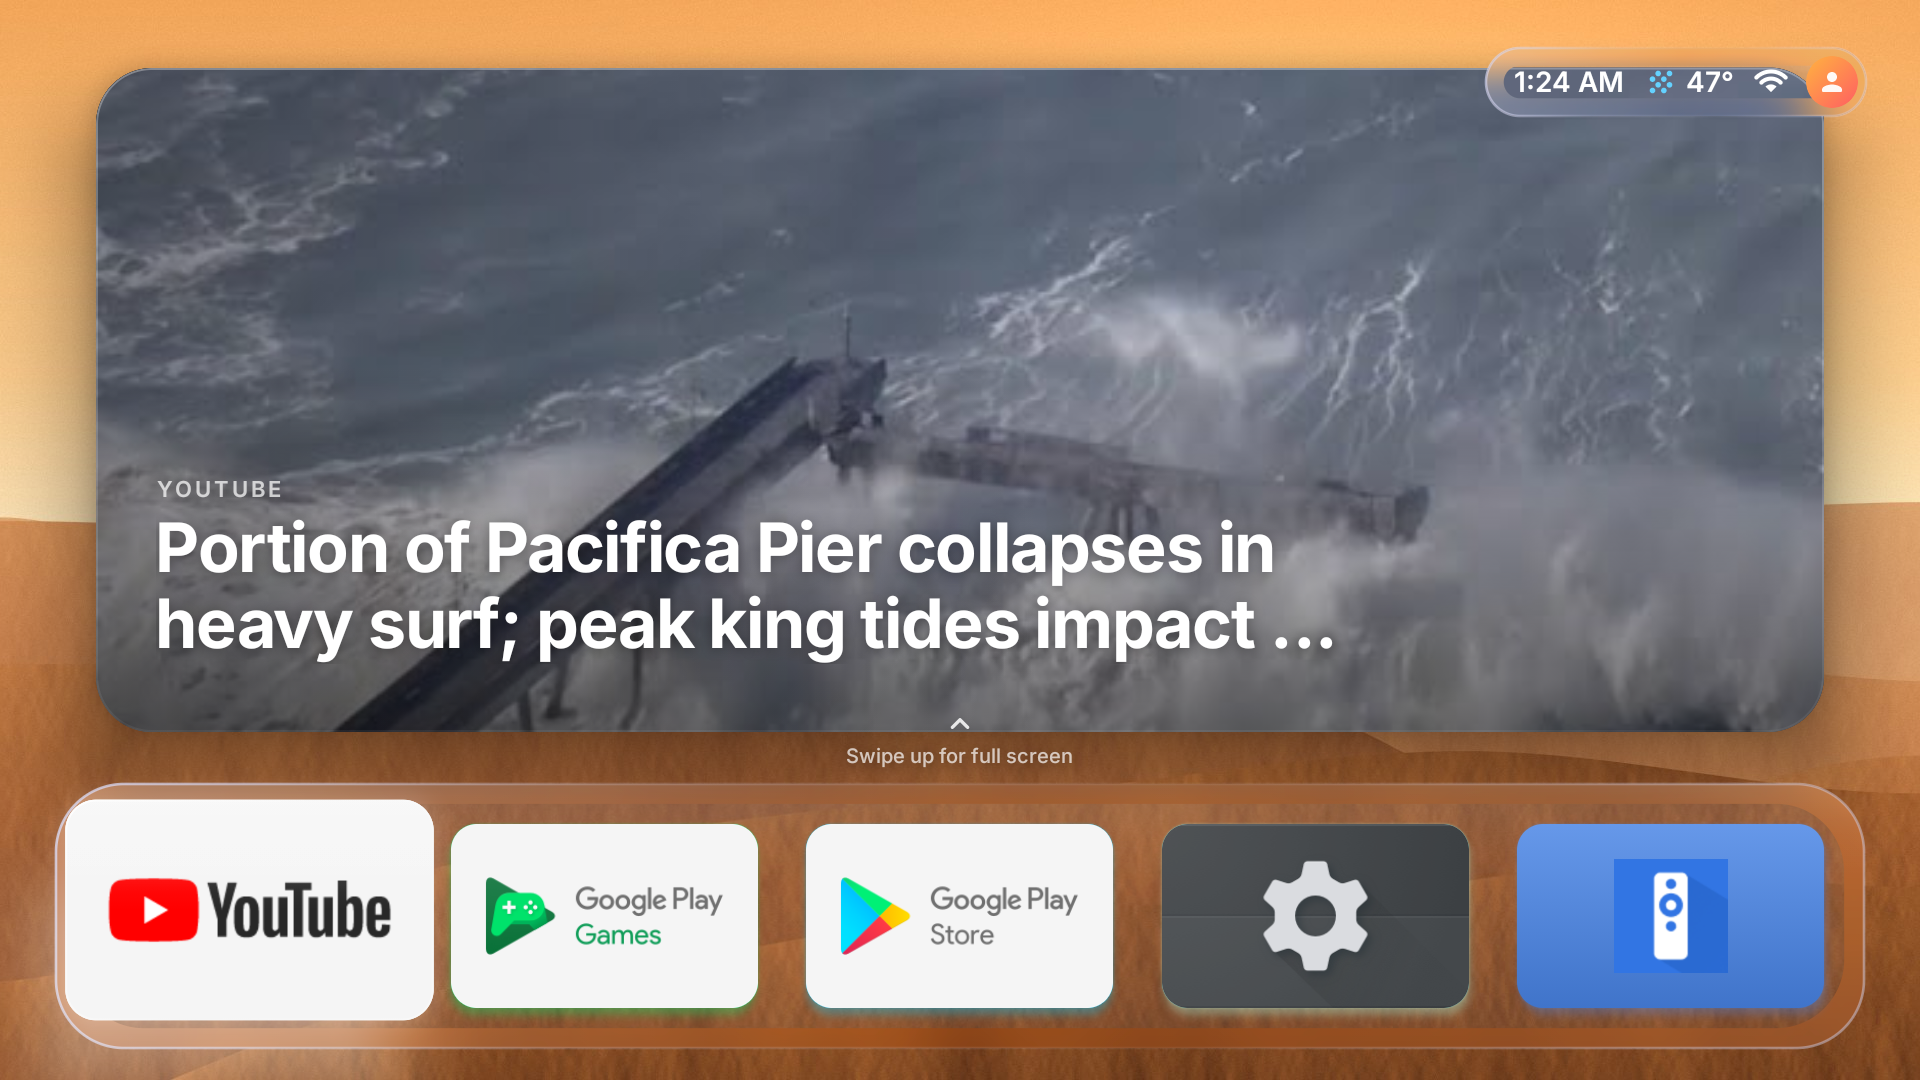 1:24 AM 47°
YOUTUBE
Portion of Pacifica Pier collapses in
heavy surf; peak king tides impact ...
Swipe up for full screen
YouTube
Google Play
Games
Google Play
Store